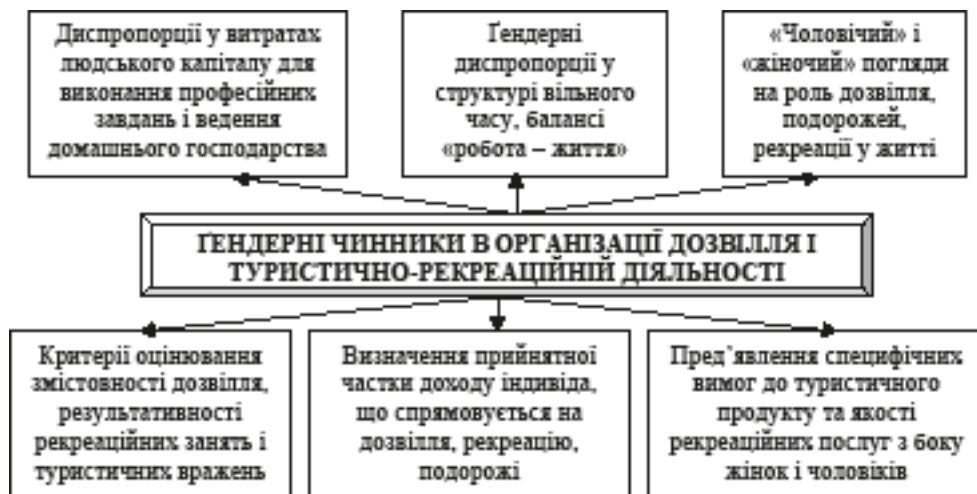 Диспропорції у витратах
людського капіталу для
виконання професійних
завдань і ведення
домашнього господарства
Ґендерні
диспропорції у
структурі вільного
часу, балансі
«робота – життя»
«Чоловічий» і
«жіночий» погляди
на роль дозвілля,
подорожей,
рекреації у житті
ҐЕНДЕРНІ ЧИННИКИ В ОРГАНІЗАЦІЇ ДОЗВІЛЛЯ І
ТУРИСТИЧНО-РЕКРЕАЦІЙНІЙ ДІЯЛЬНОСТІ
Критерії оцінювання
змістовності дозвілля,
результативності
рекреаційних занять і
туристичних вражень
Визначення прийнятної
частки доходу індивіда,
що спрямовується на
дозвілля, рекреацію,
подорожі
Пред`явлення специфічних
вимог до туристичного
продукту та якості
рекреаційних послуг з боку
жінок і чоловіків